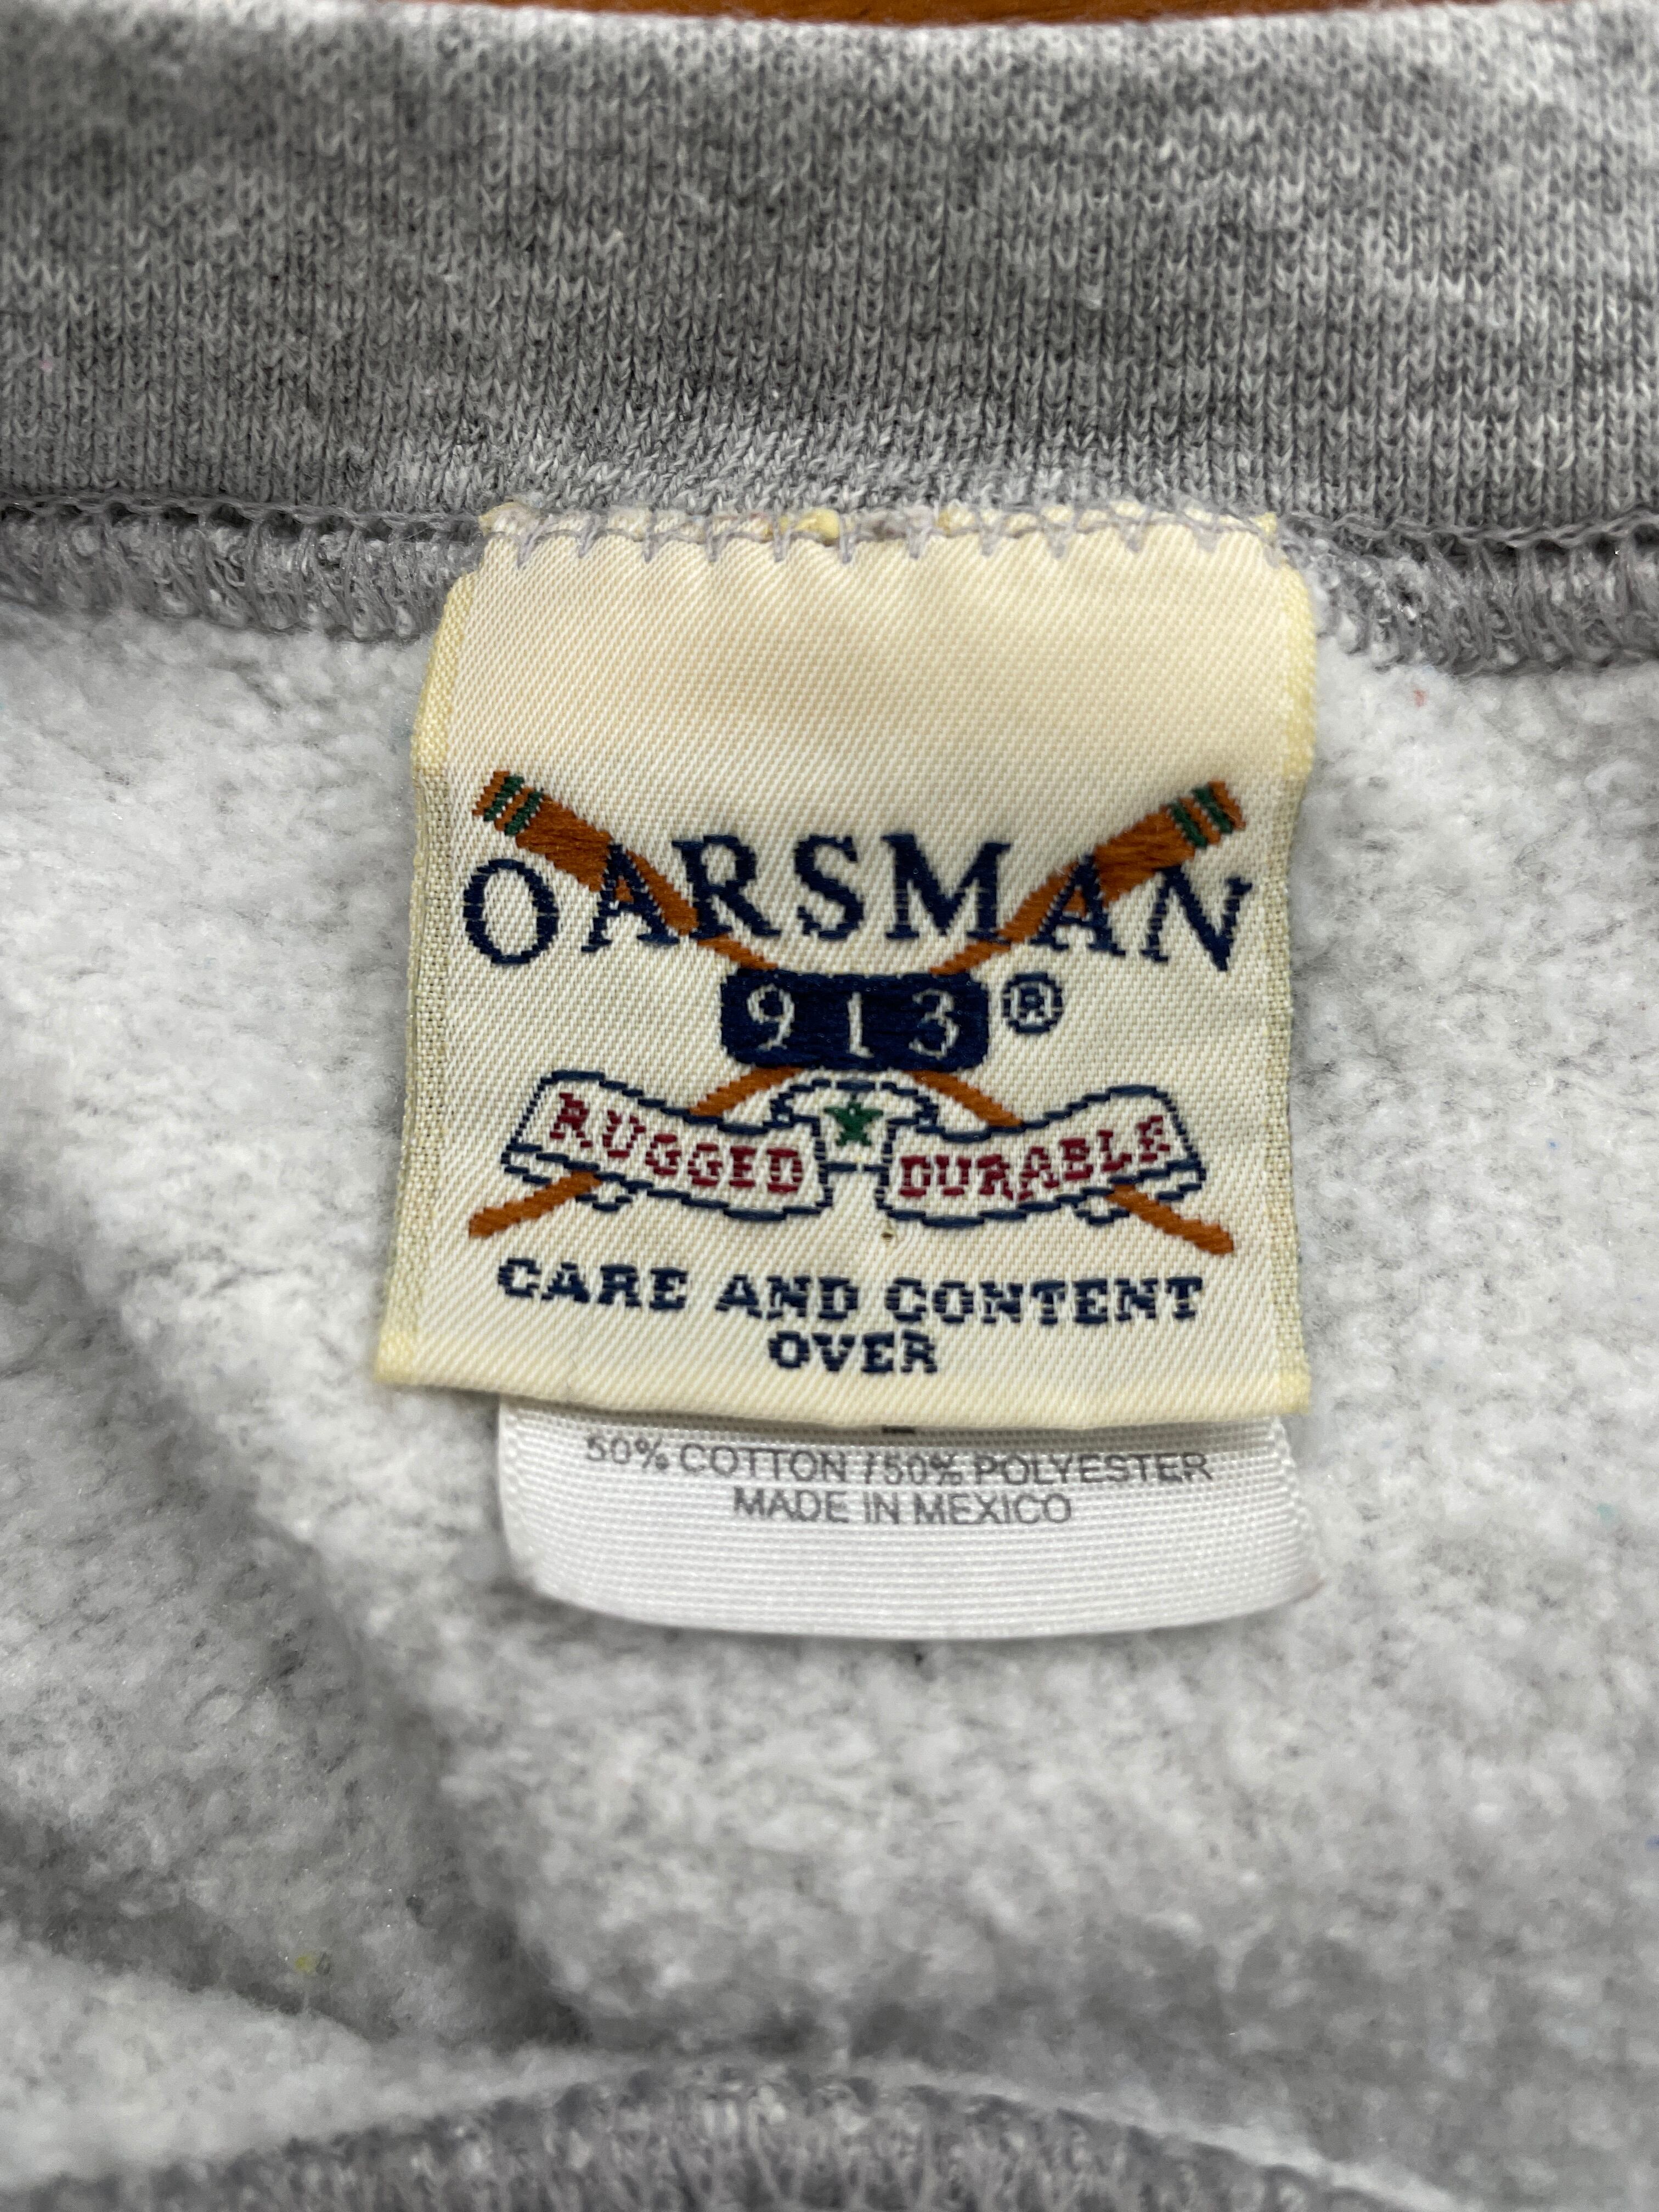 OARSMAN
913®
RUGGED DURABLE
CARE AND CONTENT
OVER
50% COTTON / 50% POLYESTER
MADE IN MEXICO